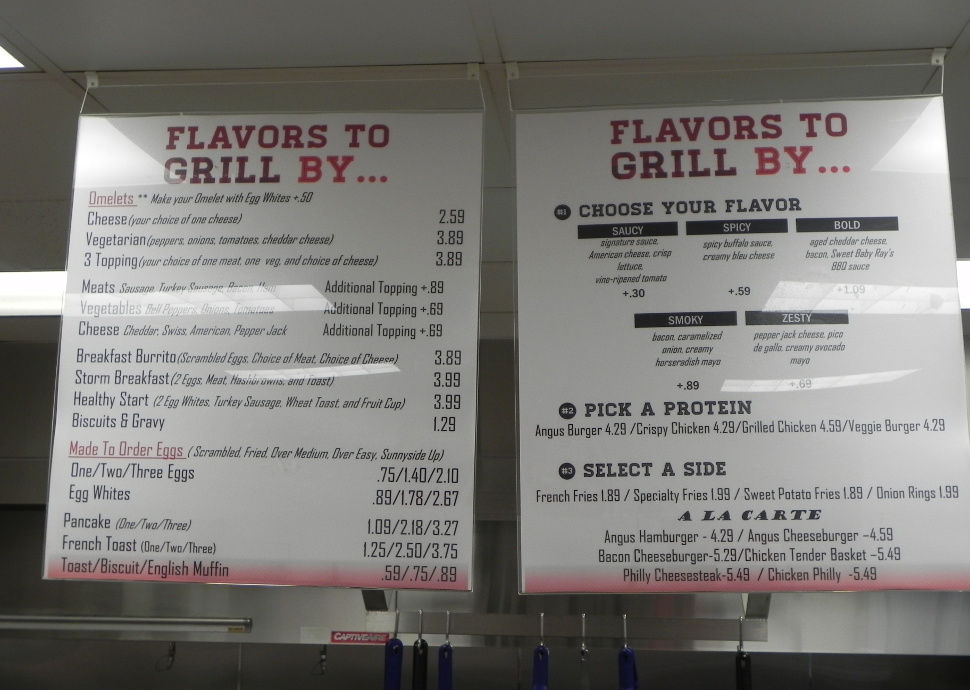 FLAVORS TO
GRILL BY...
Omelets ** Make your Omelet with Egg Whites +.50
Cheese (your choice of one cheese) 2.59
Vegetarian (peppers, onions, tomatoes, cheddar cheese) 3.89
3 Topping (your choice of one meat, one veg, and choice of cheese) 3.89
Meats Sausage, Turkey Sausage, Bacon, Ham Additional Topping +.89
Vegetables Bell Peppers, Onions, Tomatoes Additional Topping +.69
Cheese Cheddar, Swiss, American, Pepper Jack Additional Topping +.69
Breakfast Burrito (Scrambled Eggs, Choice of Meat, Choice of Cheese) 3.89
Storm Breakfast (2 Eggs, Meat, Hashbrowns, and Toast) 3.99
Healthy Start (2 Egg Whites, Turkey Sausage, Wheat Toast, and Fruit Cup) 3.99
Biscuits & Gravy 1.29
Made To Order Eggs (Scrambled, Fried, Over Medium, Over Easy, Sunnyside Up)
One/Two/Three Eggs .75/1.40/2.10
Egg Whites .89/1.78/2.67
Pancake (One/Two/Three) 1.09/2.18/3.27
French Toast (One/Two/Three) 1.25/2.50/3.75
Toast/Biscuit/English Muffin .59/.75/.89
FLAVORS TO
GRILL BY...
#1 CHOOSE YOUR FLAVOR
SAUCY
signature sauce,
American cheese, crisp
lettuce,
vine-ripened tomato
+.30
SPICY
spicy buffalo sauce,
creamy bleu cheese
+.59
BOLD
aged cheddar cheese,
bacon, Sweet Baby Ray's
BBQ sauce
+1.09
SMOKY
bacon, caramalized
onion, creamy
horseradish mayo
+.89
ZESTY
pepper jack cheese, pico
de gallo, creamy avocado
mayo
+.69
#2 PICK A PROTEIN
Angus Burger 4.29 /Crispy Chicken 4.29/Grilled Chicken 4.59/Veggie Burger 4.29
#3 SELECT A SIDE
French Fries 1.89 / Specialty Fries 1.99 / Sweet Potato Fries 1.89 / Onion Rings 1.99
A LA CARTE
Angus Hamburger - 4.29 / Angus Cheeseburger -4.59
Bacon Cheeseburger-5.29/Chicken Tender Basket -5.49
Philly Cheesesteak-5.49 / Chicken Philly -5.49
CAPTIVEAIRE